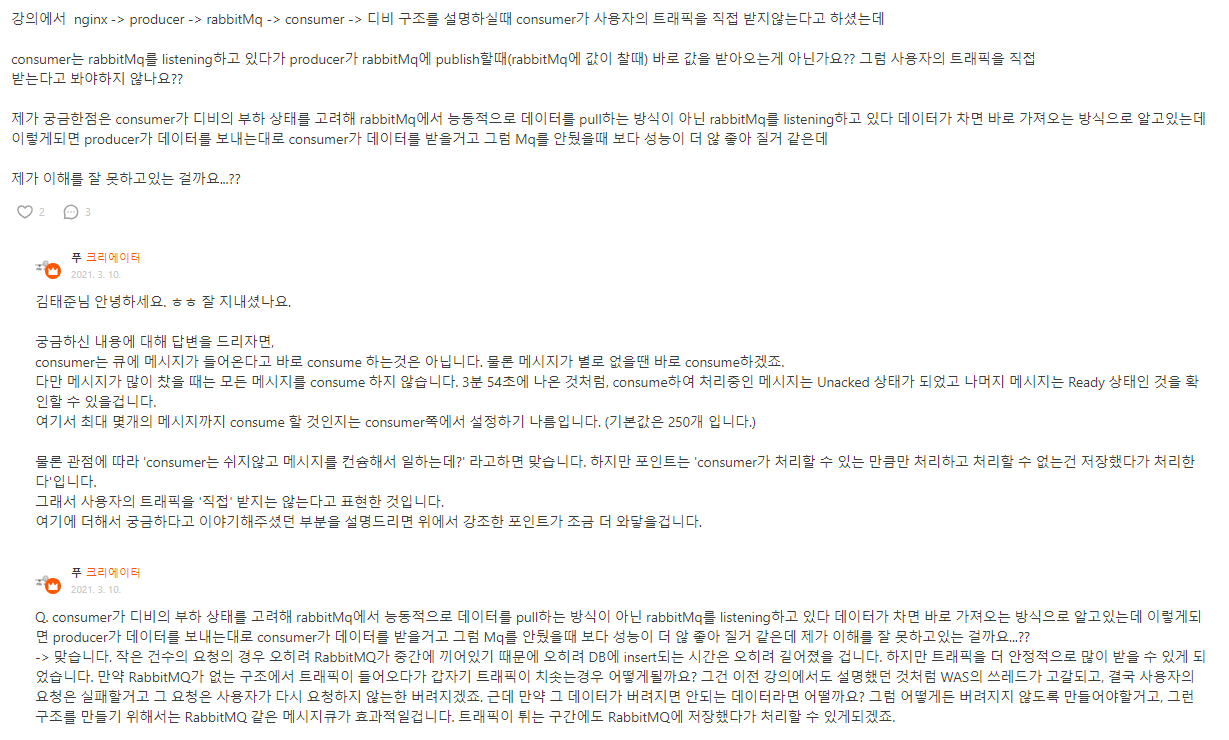 강의에서 nginx -> producer -> rabbitMq -> consumer -> 디비 구조를 설명하실때 consumer가 사용자의 트래픽을 직접 받지않는다고 하셨는데
consumer는 rabbitMq를 listening하고 있다가 producer가 rabbitMq에 publish할때(rabbitMq에 값이 찰때) 바로 값을 받아오는게 아닌가요?? 그럼 사용자의 트래픽을 직접
받는다고 봐야하지 않나요??
제가 궁금한점은 consumer가 디비의 부하 상태를 고려해 rabbitMq에서 능동적으로 데이터를 pull하는 방식이 아닌 rabbitMq를 listening하고 있다 데이터가 차면 바로 가져오는 방식으로 알고있는데
이렇게되면 producer가 데이터를 보내는대로 consumer가 데이터를 받을거고 그럼 Mq를 안뒀을때 보다 성능이 더 않 좋아 질거 같은데
제가 이해를 잘 못하고있는 걸까요...??
2 3
푸 크리에이터
2021. 3. 10.
김태준님 안녕하세요. ㅎㅎ 잘 지내셨나요.
궁금하신 내용에 대해 답변을 드리자면,
consumer는 큐에 메시지가 들어온다고 바로 consume 하는것은 아닙니다. 물론 메시지가 별로 없을땐 바로 consume하겠죠.
다만 메시지가 많이 찼을 때는 모든 메시지를 consume 하지 않습니다. 3분 54초에 나온 것처럼, consume하여 처리중인 메시지는 Unacked 상태가 되었고 나머지 메시지는 Ready 상태인 것을 확
인할 수 있을겁니다.
여기서 최대 몇개의 메시지까지 consume 할 것인지는 consumer쪽에서 설정하기 나름입니다. (기본값은 250개 입니다.)
물론 관점에 따라 'consumer는 쉬지않고 메시지를 컨슘해서 일하는데?' 라고하면 맞습니다. 하지만 포인트는 'consumer가 처리할 수 있는 만큼만 처리하고 처리할 수 없는건 저장했다가 처리한
다'입니다.
그래서 사용자의 트래픽을 '직접' 받지는 않는다고 표현한 것입니다.
여기에 더해서 궁금하다고 이야기해주셨던 부분을 설명드리면 위에서 강조한 포인트가 조금 더 와닿을겁니다.
푸 크리에이터
2021. 3. 10.
Q. consumer가 디비의 부하 상태를 고려해 rabbitMq에서 능동적으로 데이터를 pull하는 방식이 아닌 rabbitMq를 listening하고 있다 데이터가 차면 바로 가져오는 방식으로 알고있는데 이렇게되
면 producer가 데이터를 보내는대로 consumer가 데이터를 받을거고 그럼 Mq를 안뒀을때 보다 성능이 더 않 좋아 질거 같은데 제가 이해를 잘 못하고있는 걸까요...??
-> 맞습니다. 작은 건수의 요청의 경우 오히려 RabbitMQ가 중간에 끼어있기 때문에 오히려 DB에 insert되는 시간은 오히려 길어졌을 겁니다. 하지만 트래픽을 더 안정적으로 많이 받을 수 있게 되
었습니다. 만약 RabbitMQ가 없는 구조에서 트래픽이 들어오다가 갑자기 트래픽이 치솟는경우 어떻게될까요? 그건 이전 강의에서도 설명했던 것처럼 WAS의 쓰레드가 고갈되고, 결국 사용자의
요청은 실패할거고 그 요청은 사용자가 다시 요청하지 않는한 버려지겠죠. 근데 만약 그 데이터가 버려지면 안되는 데이터라면 어떨까요? 그럼 어떻게든 버려지지 않도록 만들어야할거고, 그런
구조를 만들기 위해서는 RabbitMQ 같은 메시지큐가 효과적일겁니다. 트래픽이 튀는 구간에도 RabbitMQ에 저장했다가 처리할 수 있게되겠죠.